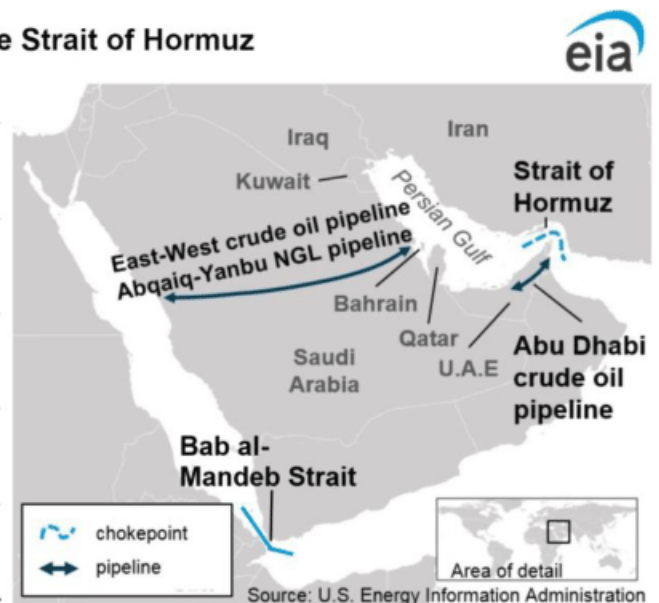 e Strait of Hormuz
eia
Iraq
Iran
Kuwait
Persian Gulf
Strait of
Hormuz
East-West crude oil pipeline
Abqaiq-Yanbu NGL pipeline
Bahrain
Qatar
U.A.E
Saudi
Arabia
Abu Dhabi
crude oil
pipeline
Bab al-
Mandeb Strait
chokepoint
pipeline
Area of detail
Source: U.S. Energy Information Administration